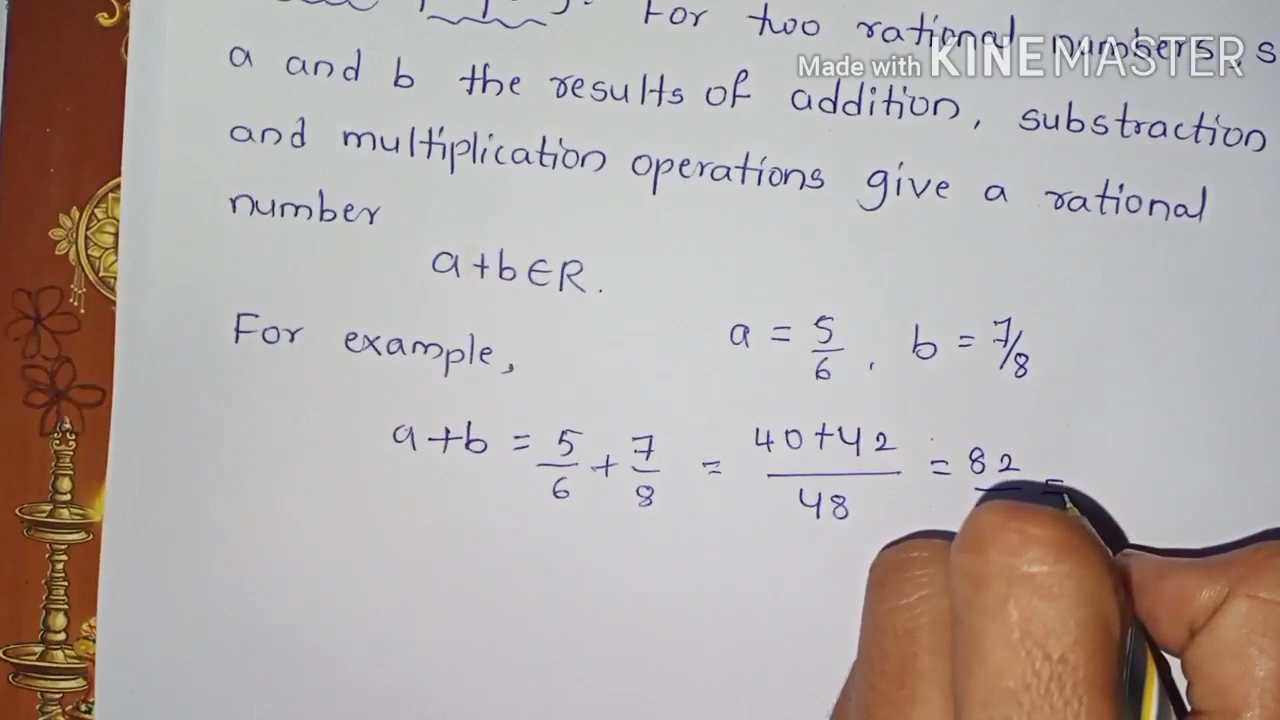 For two rational numbers, s
Made with KINEMASTER
a and b the results of addition, substraction
and multiplication operations give a rational
number
a+b∈R.
For example, a = 5/6, b = 7/8
a+b = 5/6 + 7/8 = 40+42/48 = 82 =